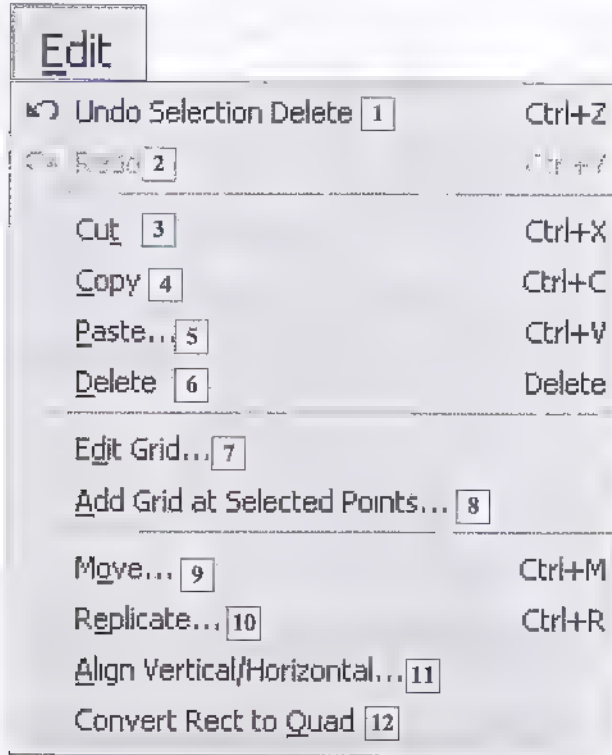 Edit
Undo Selection Delete 1 Ctrl+Z
Redo 2
Cut 3 Ctrl+X
Copy 4 Ctrl+C
Paste... 5 Ctrl+V
Delete 6 Delete
Edit Grid... 7
Add Grid at Selected Points... 8
Move... 9 Ctrl+M
Replicate... 10 Ctrl+R
Align Vertical/Horizontal... 11
Convert Rect to Quad 12